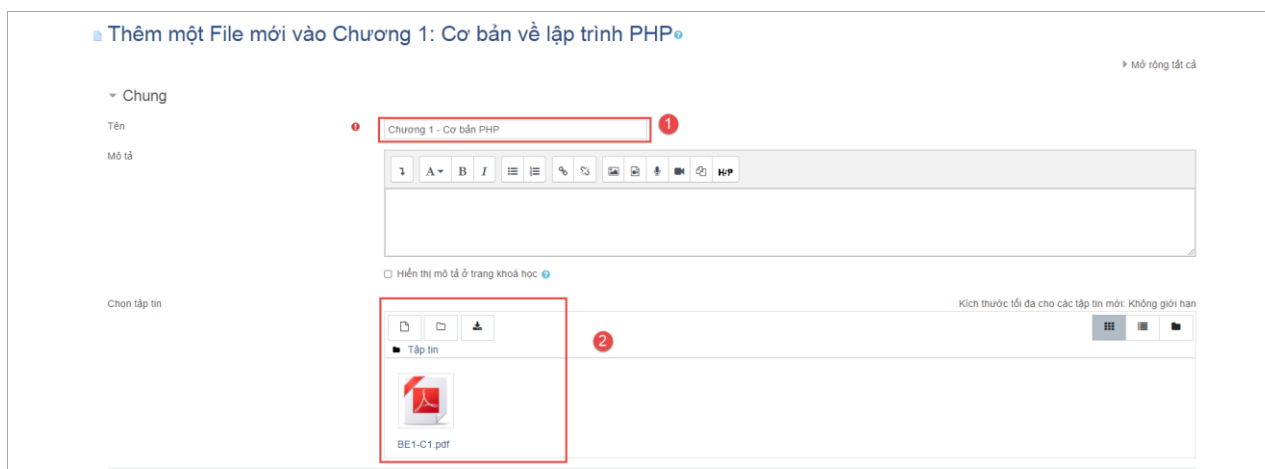 Thêm một File mới vào Chương 1: Cơ bản về lập trình PHP
Mở rộng tất cả
Chung
Tên
Chương 1 - Cơ bản PHP
1
Mô tả
A B I H-P
Hiển thị mô tả ở trang khoá học
Chọn tập tin
Kích thước tối đa cho các tập tin mới: Không giới hạn
Tập tin
2
BE1-C1.pdf